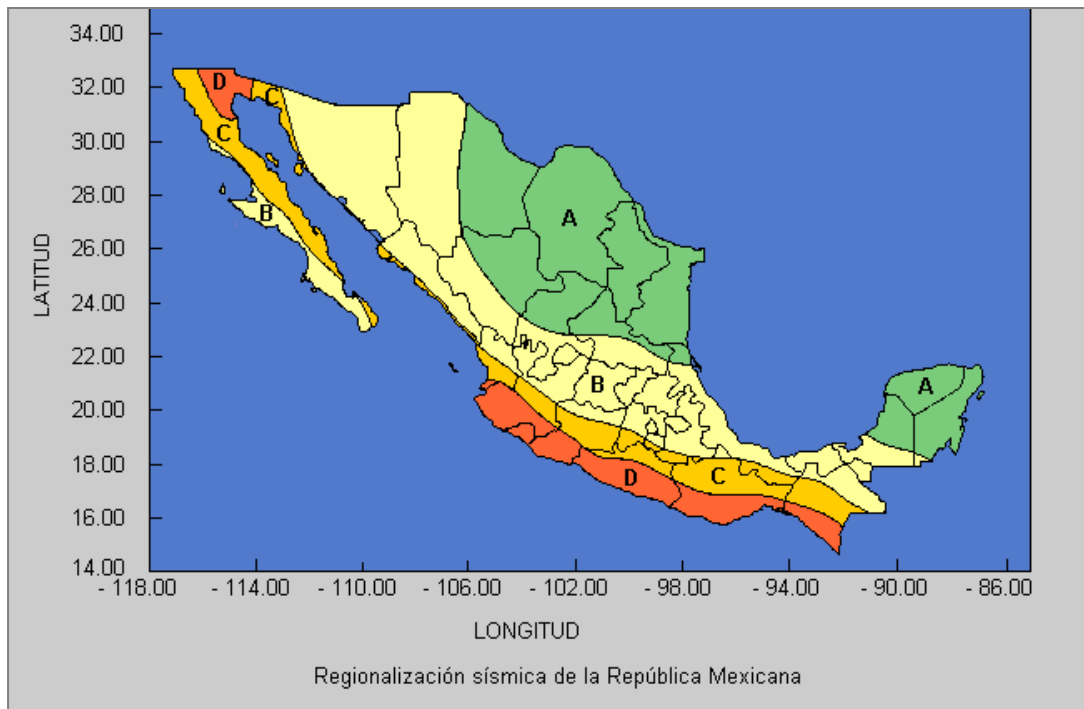 34.00
32.00
30.00
28.00
26.00
24.00
22.00
20.00
18.00
16.00
14.00
LATITUD
D
C
C
B
A
A
B
C
D
- 118.00 - 114.00 - 110.00 - 106.00 - 102.00 - 98.00 - 94.00 - 90.00 - 86.00
LONGITUD
Regionalización sísmica de la República Mexicana